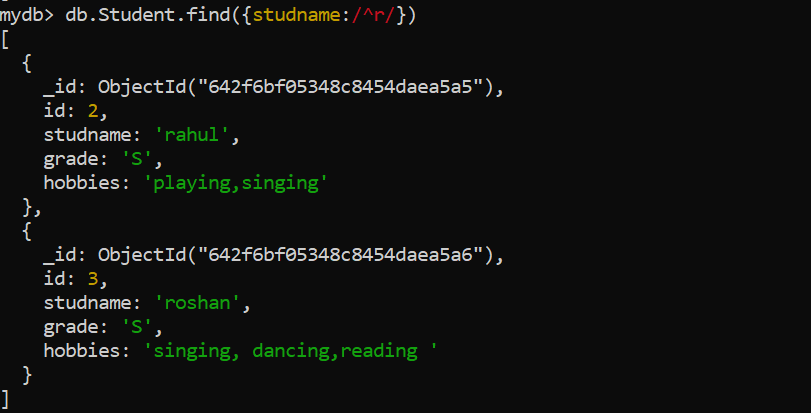 mydb> db.Student.find({studname:/^r/})
[
  {
    _id: ObjectId("642f6bf05348c8454daea5a5"),
    id: 2,
    studname: 'rahul',
    grade: 'S',
    hobbies: 'playing,singing'
  },
  {
    _id: ObjectId("642f6bf05348c8454daea5a6"),
    id: 3,
    studname: 'roshan',
    grade: 'S',
    hobbies: 'singing, dancing,reading '
  }
]